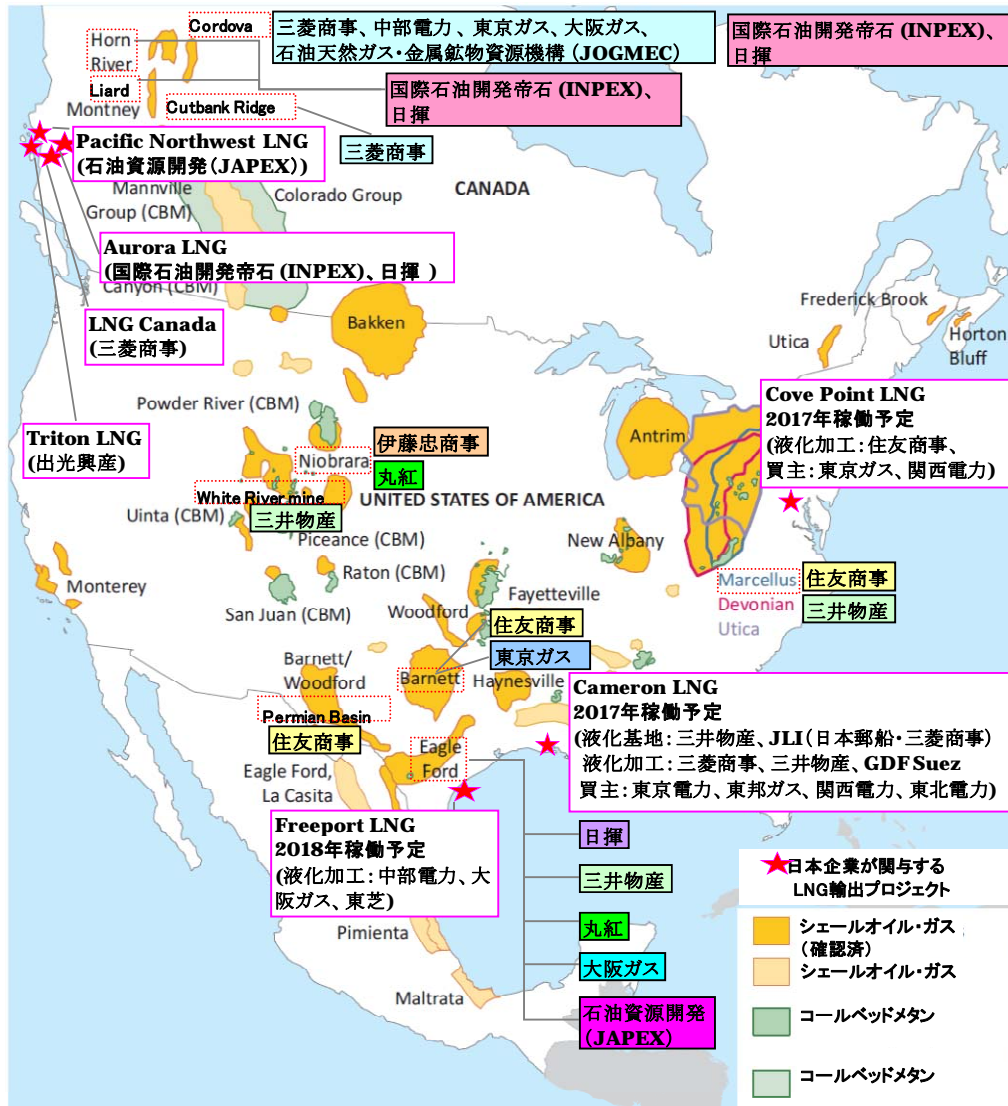 Cordova
三菱商事、中部電力、東京ガス、大阪ガス、
石油天然ガス・金属鉱物資源機構（JOGMEC）
国際石油開発帝石 (INPEX)、
日揮
Horn
River
Liard
Montney
Cutbank Ridge
国際石油開発帝石 (INPEX)、
日揮
三菱商事
Pacific Northwest LNG
(石油資源開発（JAPEX）)
CANADA
Mannville
Group (CBM)
Colorado Group
Aurora LNG
(国際石油開発帝石 (INPEX)、日揮 )
Canyon (CBM)
LNG Canada
(三菱商事)
Bakken
Frederick Brook
Utica
Horton
Bluff
Powder River (CBM)
Antrim
Cove Point LNG
2017年稼働予定
(液化加工：住友商事、
買主：東京ガス、関西電力)
Triton LNG
(出光興産)
Niobrara
伊藤忠商事
丸紅
White River mine
UNITED STATES OF AMERICA
Uinta (CBM)
三井物産
Piceance (CBM)
New Albany
Monterey
Raton (CBM)
San Juan (CBM)
Fayetteville
Woodford
Marcellus
住友商事
Devonian
三井物産
Utica
住友商事
東京ガス
Barnett/
Woodford
Barnett
Haynesville
Permian Basin
住友商事
Cameron LNG
2017年稼働予定
(液化基地：三井物産、JLI（日本郵船・三菱商事）
液化加工：三菱商事、三井物産、GDF Suez
買主：東京電力、東邦ガス、関西電力、東北電力)
Eagle
Ford
Eagle Ford,
La Casita
Freeport LNG
2018年稼働予定
(液化加工：中部電力、大
阪ガス、東芝)
日揮
三井物産
丸紅
大阪ガス
石油資源開発
（JAPEX）
Pimienta
Maltrata
日本企業が関与する
LNG輸出プロジェクト
シェールオイル・ガス
（確認済）
シェールオイル・ガス
コールベッドメタン
コールベッドメタン